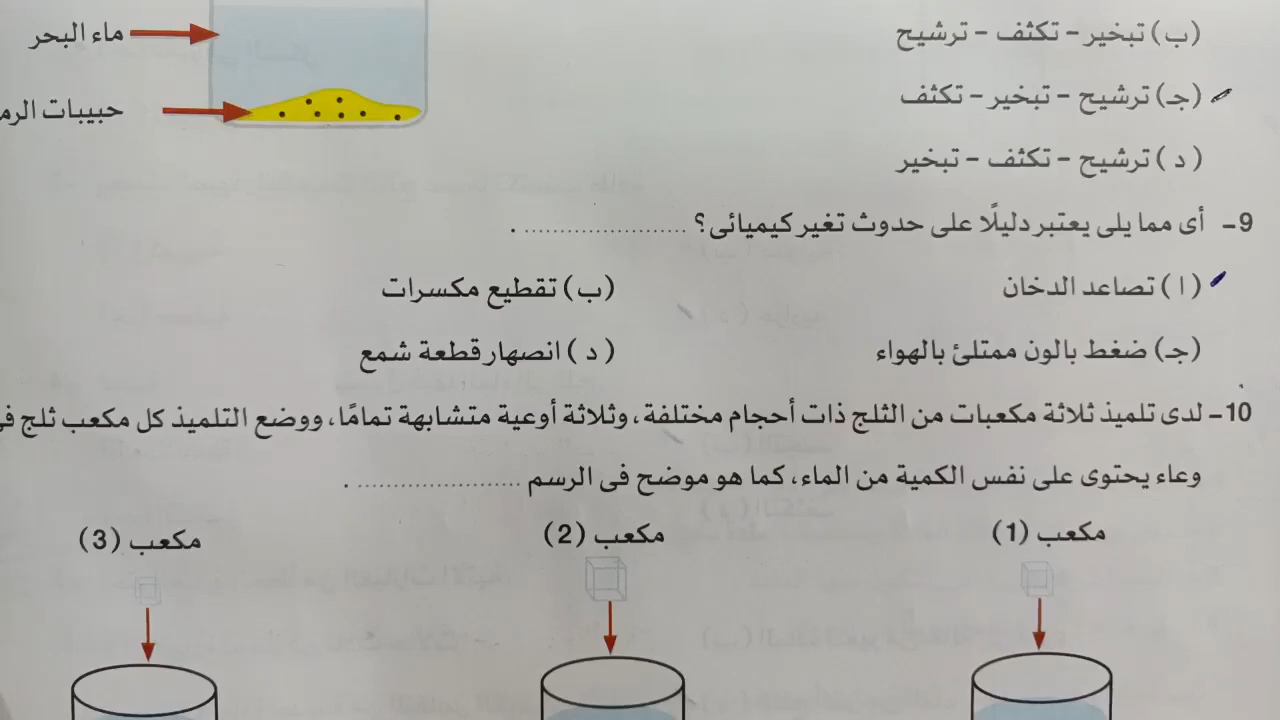 ماء البحر
حبيبات الرم
(ب) تبخير - تكثف - ترشيح
(جـ) ترشيح - تبخير - تكثف
(د) ترشيح - تكثف - تبخير
9- أى مما يلى يعتبر دليلًا على حدوث تغير كيميائى؟ ...................... .
(ا) تصاعد الدخان (ب) تقطيع مكسرات
(جـ) ضغط بالون ممتلئ بالهواء (د) انصهار قطعة شمع
10- لدى تلميذ ثلاثة مكعبات من الثلج ذات أحجام مختلفة، وثلاثة أوعية متشابهة تمامًا، ووضع التلميذ كل مكعب ثلج فى
وعاء يحتوى على نفس الكمية من الماء، كما هو موضح فى الرسم ...................... .
مكعب (1) مكعب (2) مكعب (3)